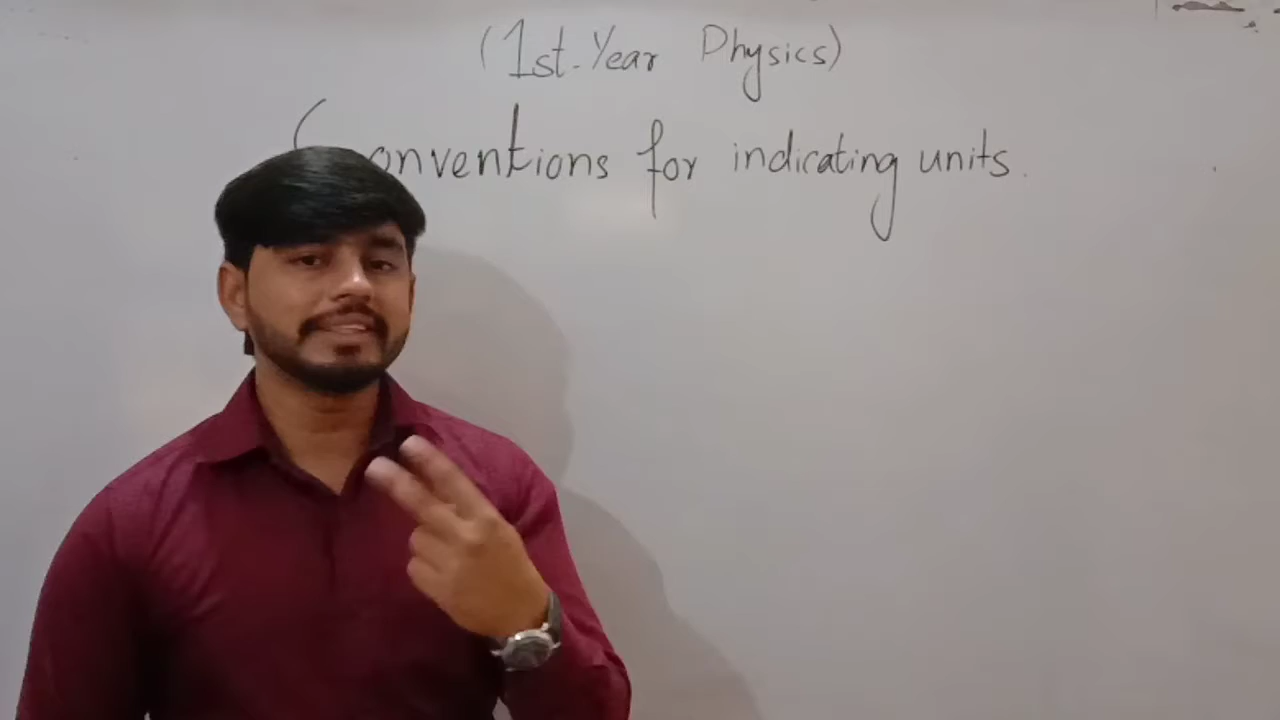 (1st-Year Physics)
Conventions for indicating units.